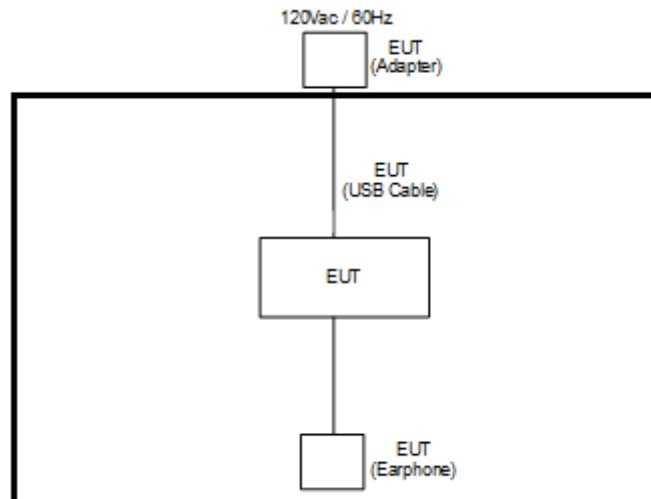 120Vac / 60Hz
EUT
(Adapter)
EUT
(USB Cable)
EUT
EUT
(Earphone)